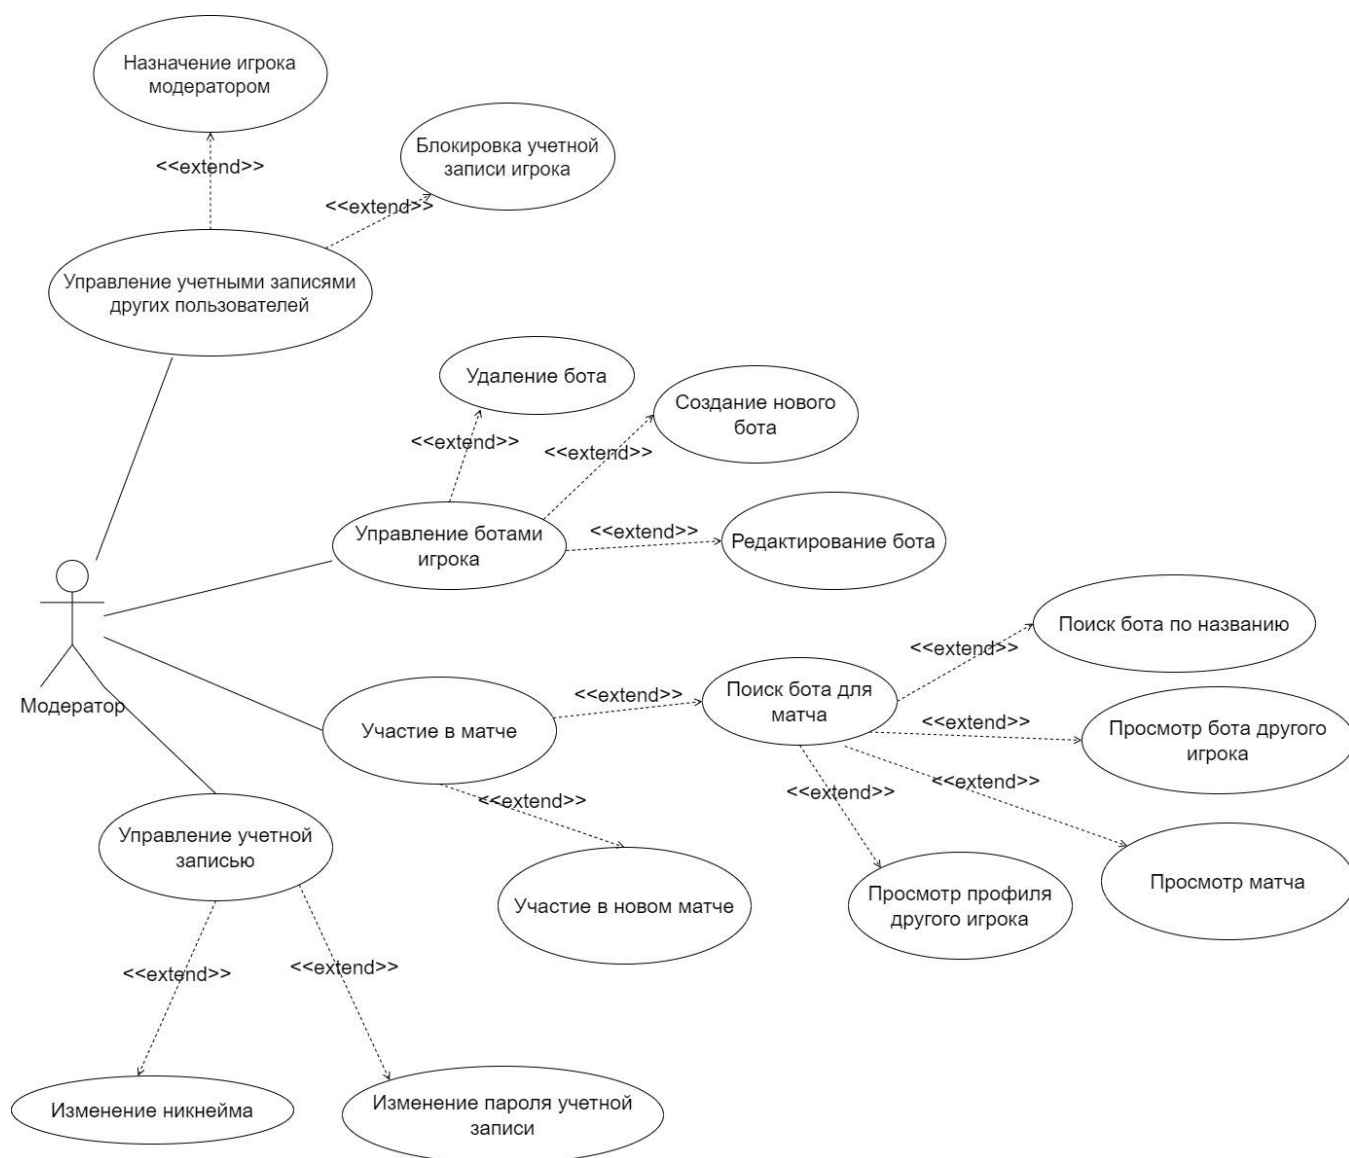 Назначение игрока
модератором
<<extend>>
Блокировка учетной
записи игрока
<<extend>>
Управление учетными записями
других пользователей
Удаление бота
<<extend>>
Создание нового
бота
<<extend>>
Управление ботами
игрока
<<extend>>
Редактирование бота
Модератор
Поиск бота по названию
<<extend>>
Участие в матче
<<extend>>
Поиск бота для
матча
<<extend>>
Просмотр бота другого
игрока
<<extend>>
<<extend>>
<<extend>>
Управление учетной
записью
Участие в новом матче
Просмотр профиля
другого игрока
Просмотр матча
<<extend>>
<<extend>>
Изменение никнейма
Изменение пароля учетной
записи